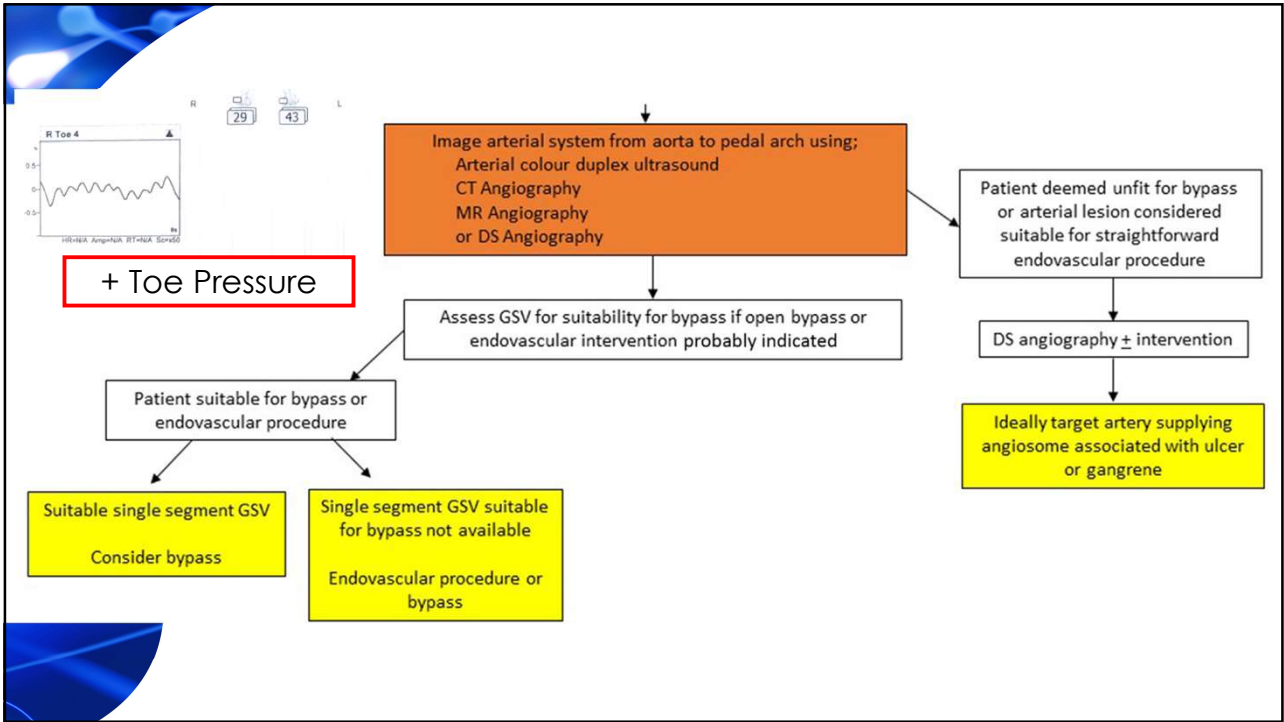 R
29
43
L
R Toe 4
0.5
0
-0.5
8s
HR=N/A Amp=N/A RT=N/A Sc=x50
+ Toe Pressure
Image arterial system from aorta to pedal arch using;
Arterial colour duplex ultrasound
CT Angiography
MR Angiography
or DS Angiography
Patient deemed unfit for bypass
or arterial lesion considered
suitable for straightforward
endovascular procedure
Assess GSV for suitability for bypass if open bypass or
endovascular intervention probably indicated
DS angiography ± intervention
Patient suitable for bypass or
endovascular procedure
Ideally target artery supplying
angiosome associated with ulcer
or gangrene
Suitable single segment GSV
Consider bypass
Single segment GSV suitable
for bypass not available
Endovascular procedure or
bypass